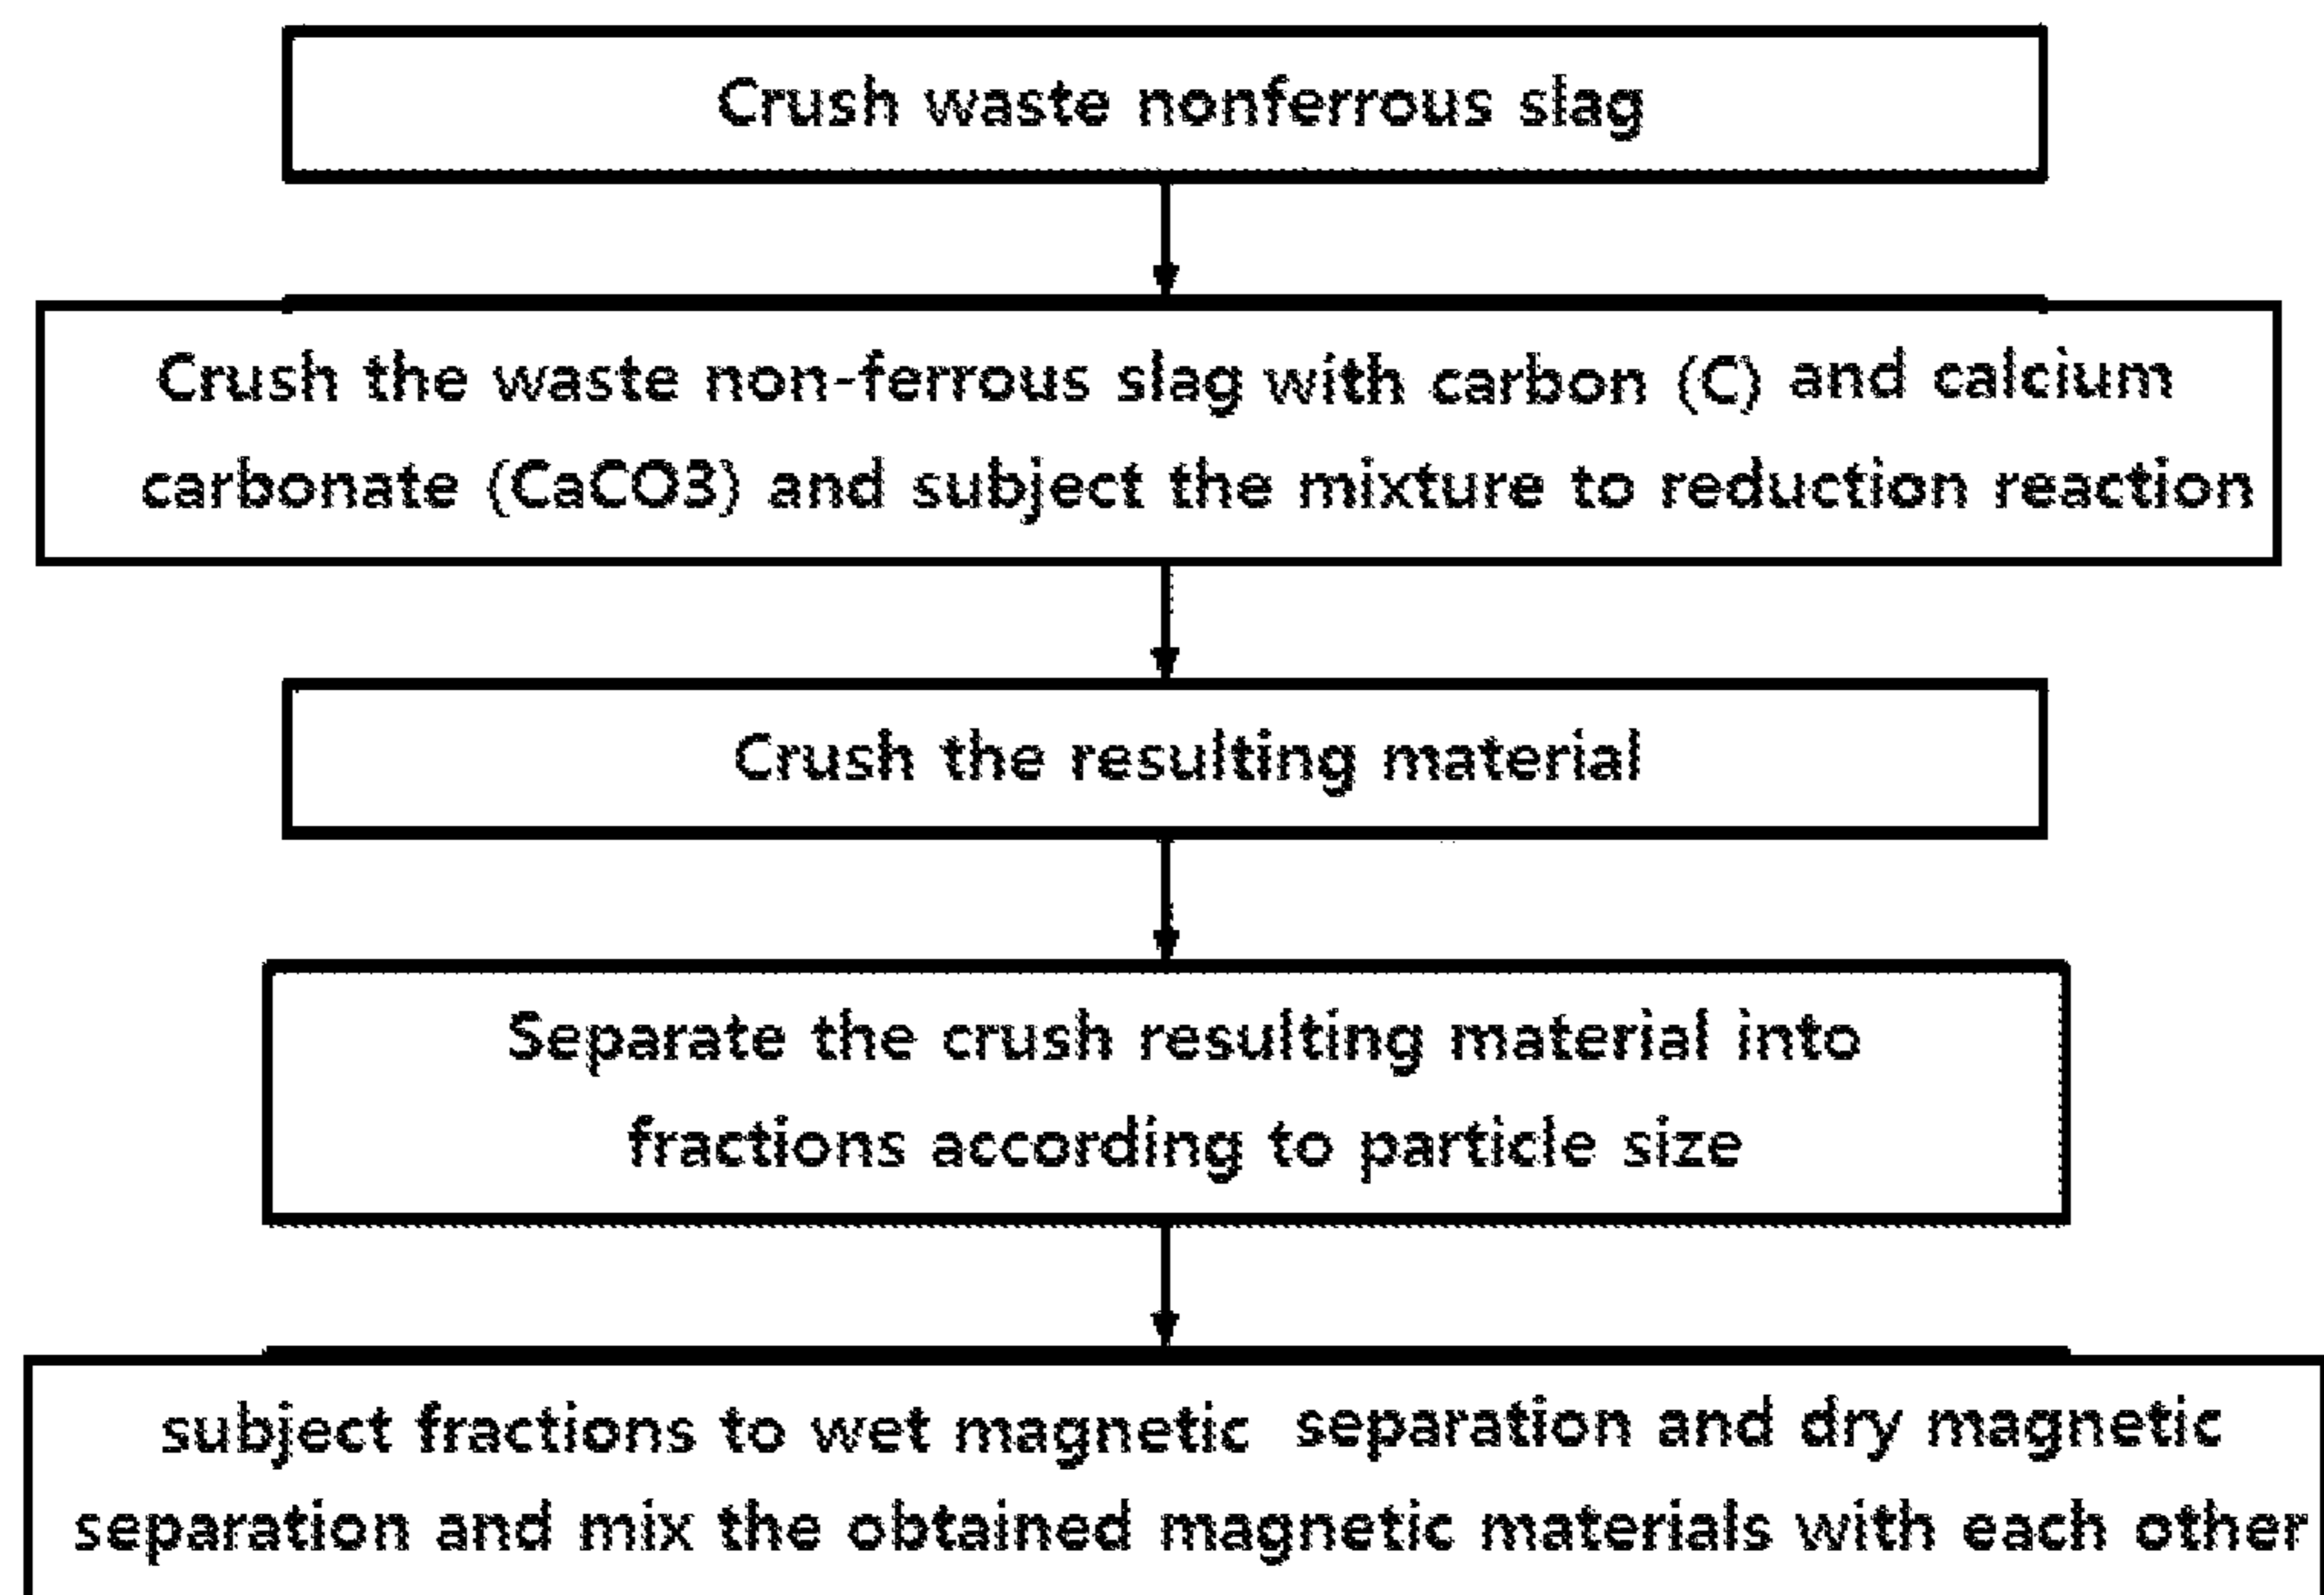 Crush waste nonferrous slag
Crush the waste non-ferrous slag with carbon (C) and calcium
carbonate (CaCO3) and subject the mixture to reduction reaction
Crush the resulting material
Separate the crush resulting material into
fractions according to particle size
subject fractions to wet magnetic separation and dry magnetic
separation and mix the obtained magnetic materials with each other